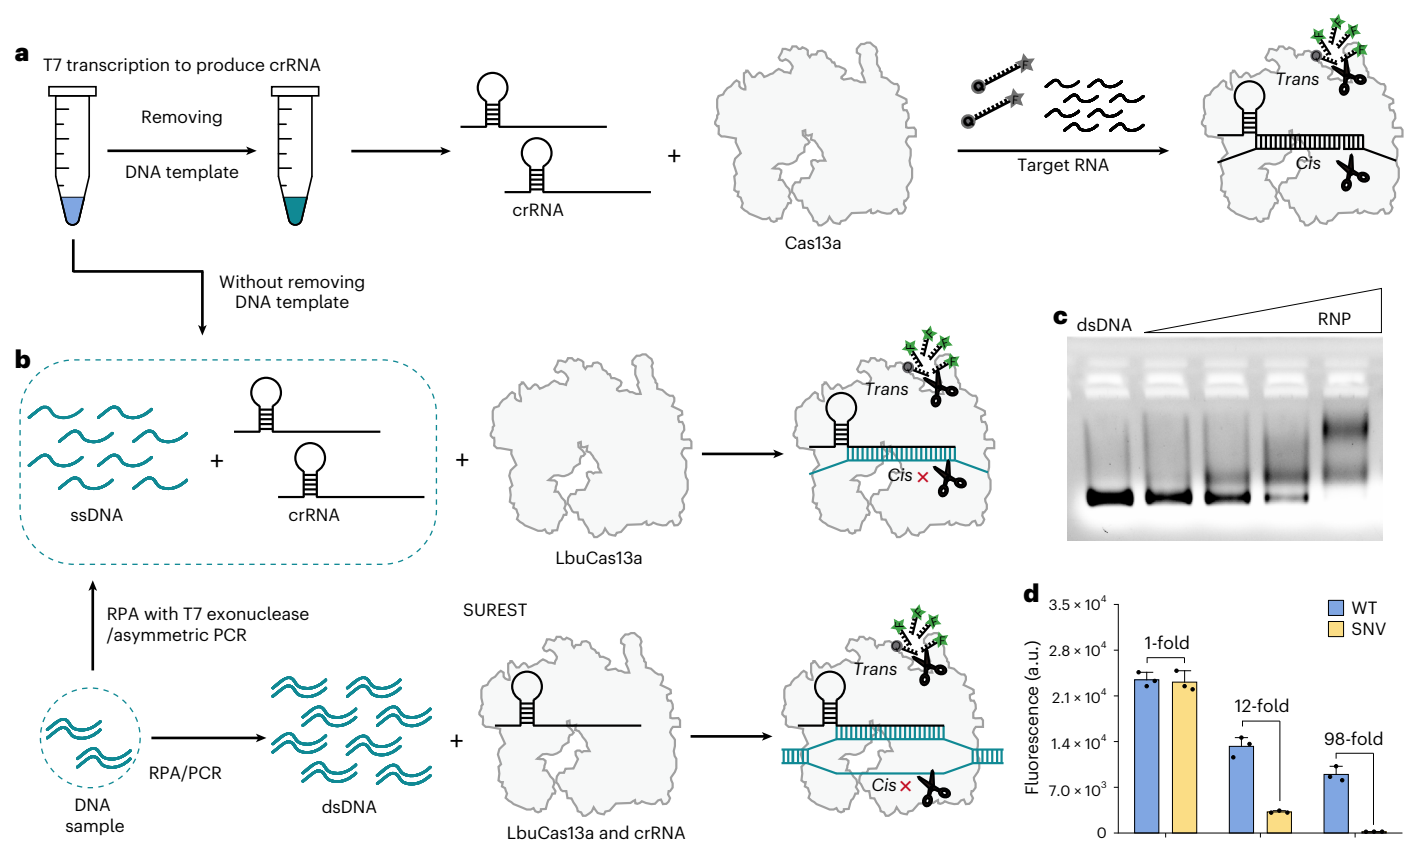 a
T7 transcription to produce crRNA
Removing
DNA template
crRNA
+
Cas13a
Q
F
Q
F
Target RNA
F
F
F
F
Q
Trans
Cis
Without removing
DNA template
b
ssDNA
+
crRNA
+
LbuCas13a
F
F
F
F
Q
Trans
Cis ×
c
dsDNA
RNP
RPA with T7 exonuclease
/asymmetric PCR
SUREST
DNA
sample
RPA/PCR
dsDNA
+
LbuCas13a and crRNA
F
F
F
F
Q
Trans
Cis ×
d
Fluorescence (a.u.)
3.5 × 10⁴
2.8 × 10⁴
2.1 × 10⁴
1.4 × 10⁴
7.0 × 10³
0
WT
SNV
1-fold
12-fold
98-fold